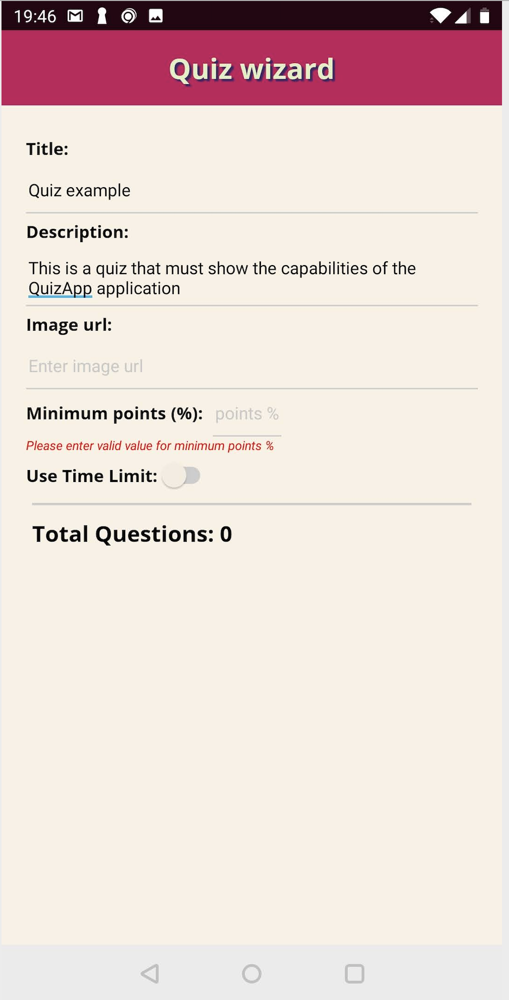 19:46
Quiz wizard
Title:
Quiz example
Description:
This is a quiz that must show the capabilities of the
QuizApp application
Image url:
Enter image url
Minimum points (%): points %
Please enter valid value for minimum points %
Use Time Limit:
Total Questions: 0